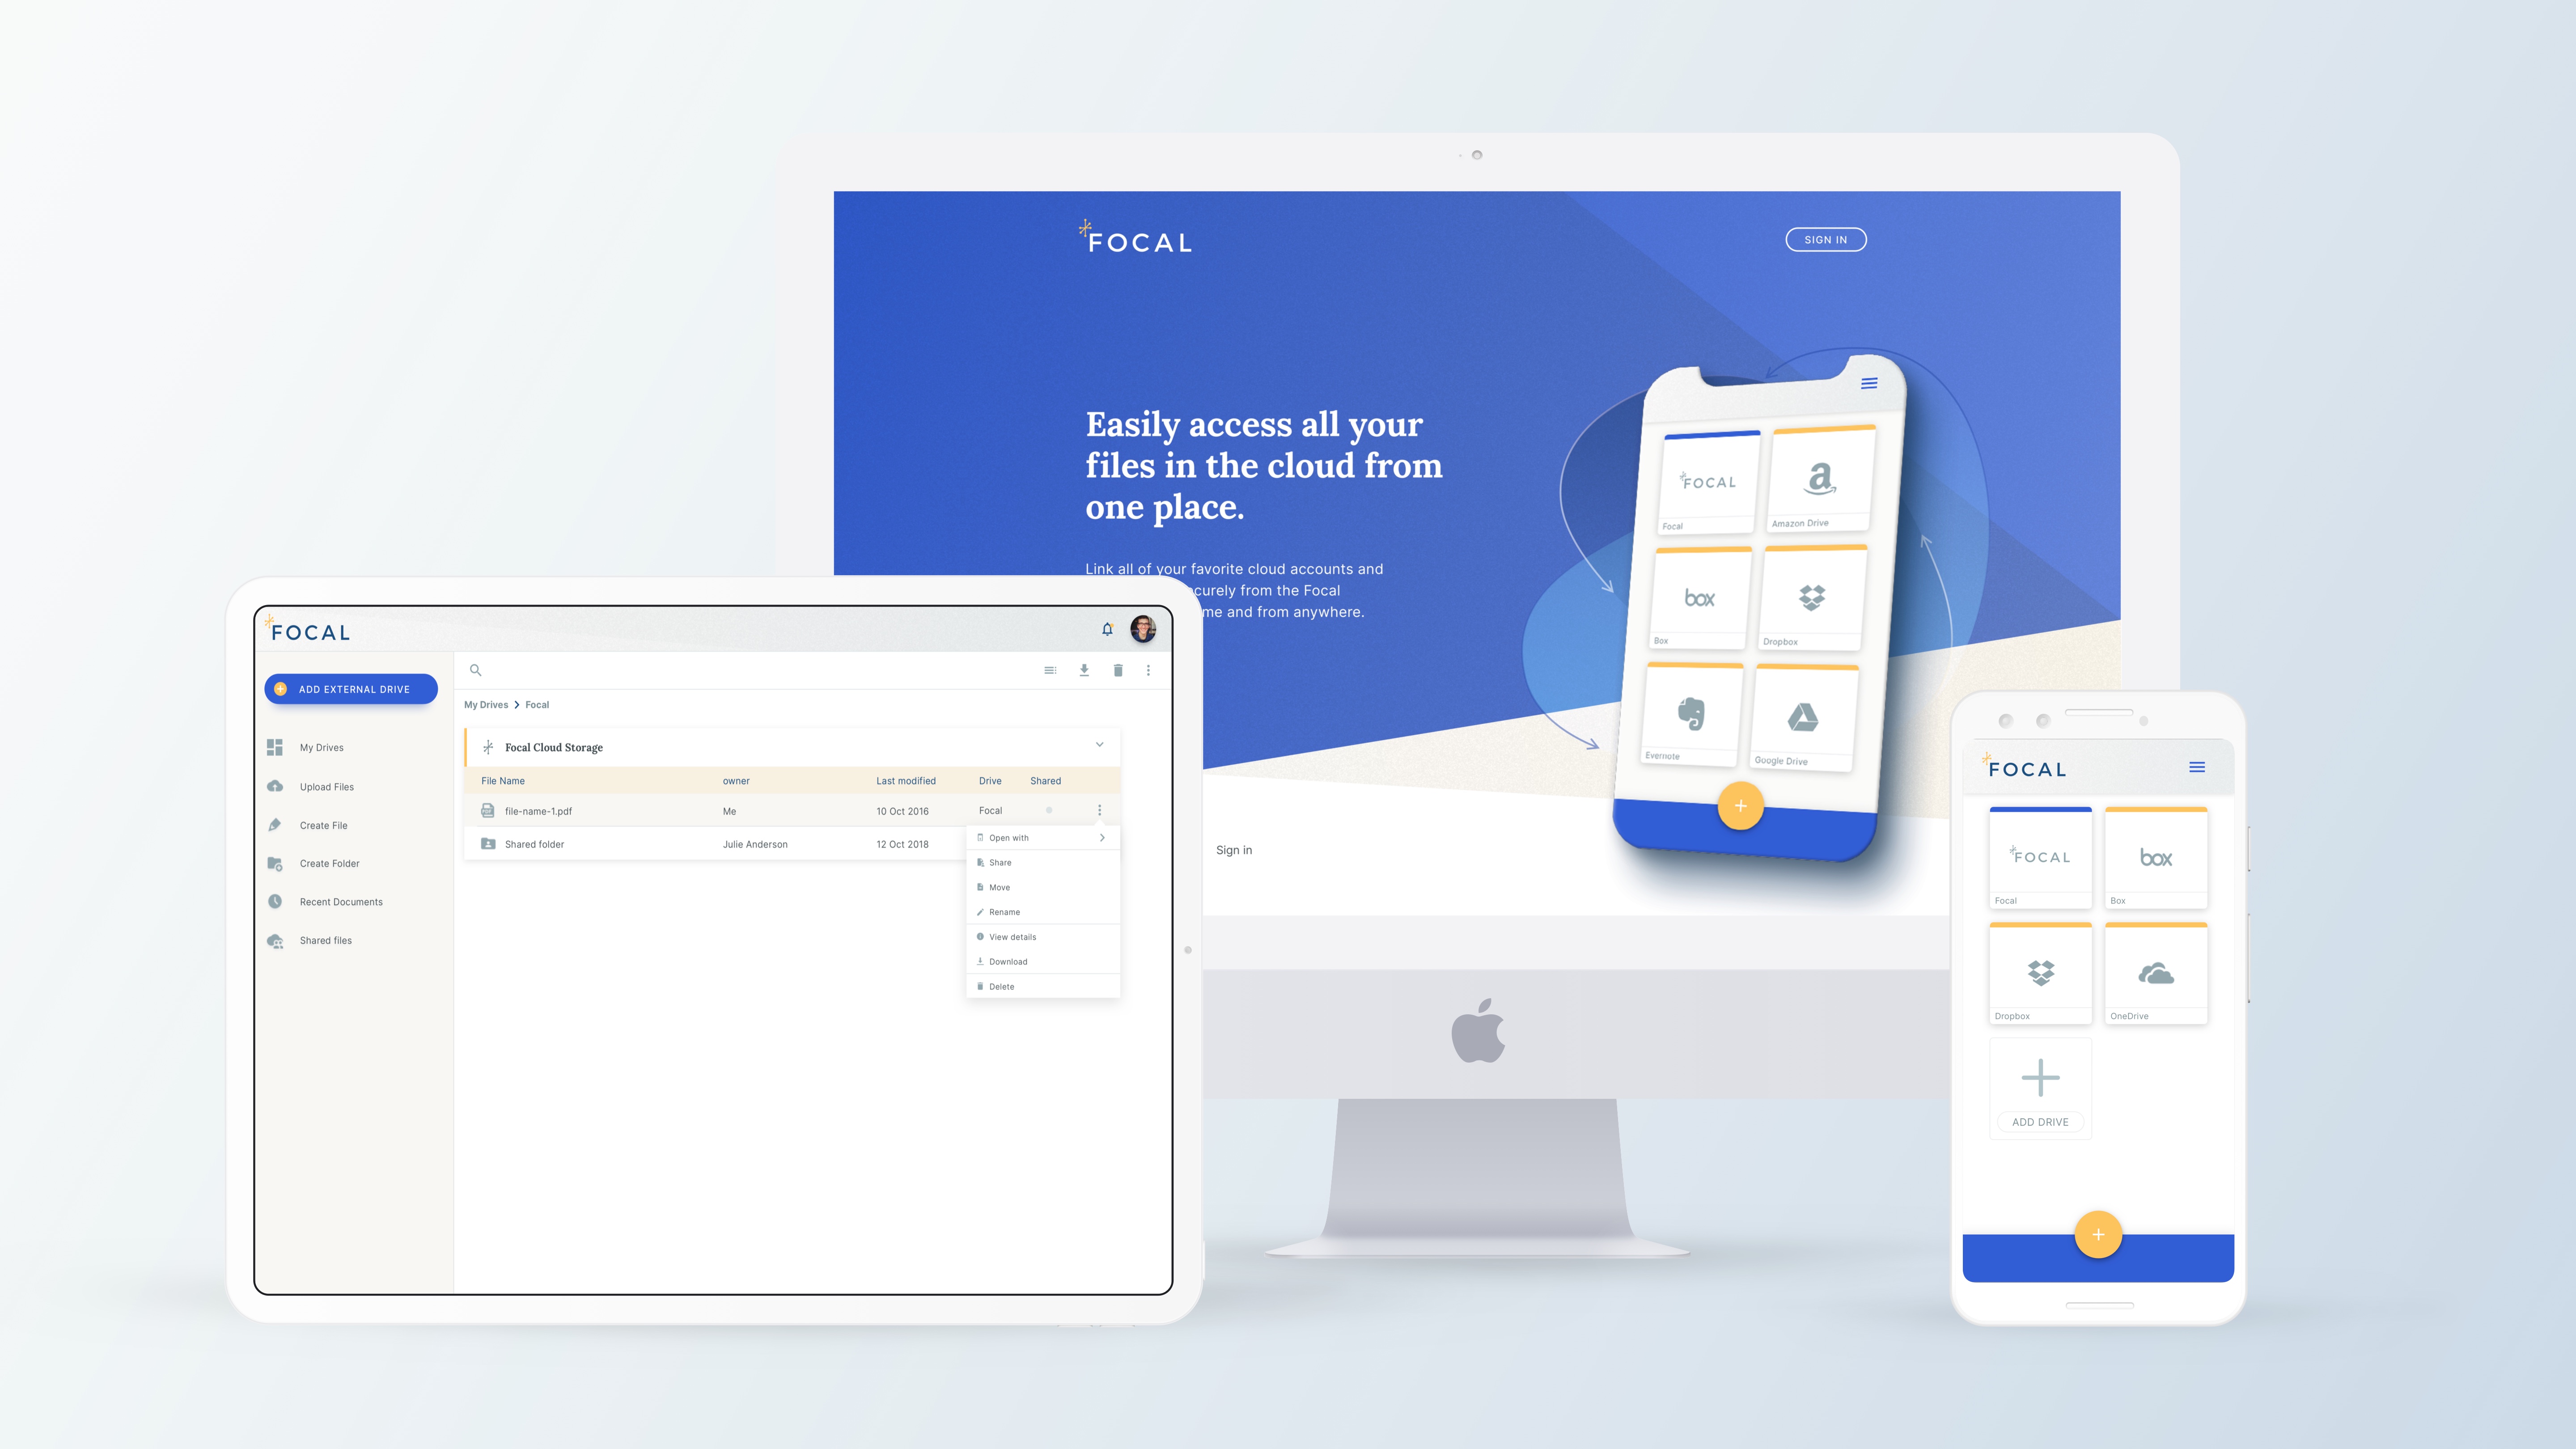 FOCAL
SIGN IN
Easily access all your
files in the cloud from
one place.
Link all of your favorite cloud accounts and
curely from the Focal
me and from anywhere.
Sign in
FOCAL
Focal
Amazon Drive
box
Box
Dropbox
Evernote
Google Drive
FOCAL
ADD EXTERNAL DRIVE
My Drives
Upload Files
Create File
Create Folder
Recent Documents
Shared files
My Drives > Focal
Focal Cloud Storage
File Name owner Last modified Drive Shared
file-name-1.pdf Me 10 Oct 2016 Focal
Shared folder Julie Anderson 12 Oct 2018
Open with
Share
Move
Rename
View details
Download
Delete
FOCAL
FOCAL
Focal
box
Box
Dropbox
OneDrive
ADD DRIVE